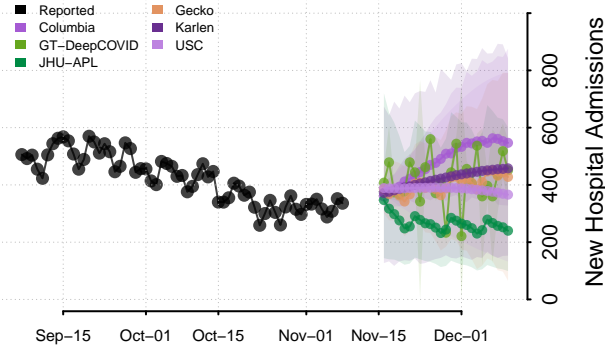 Reported
Columbia
GT−DeepCOVID
JHU−APL
Gecko
Karlen
USC
0
200
400
600
800
New Hospital Admissions
Sep−15
Oct−01
Oct−15
Nov−01
Nov−15
Dec−01